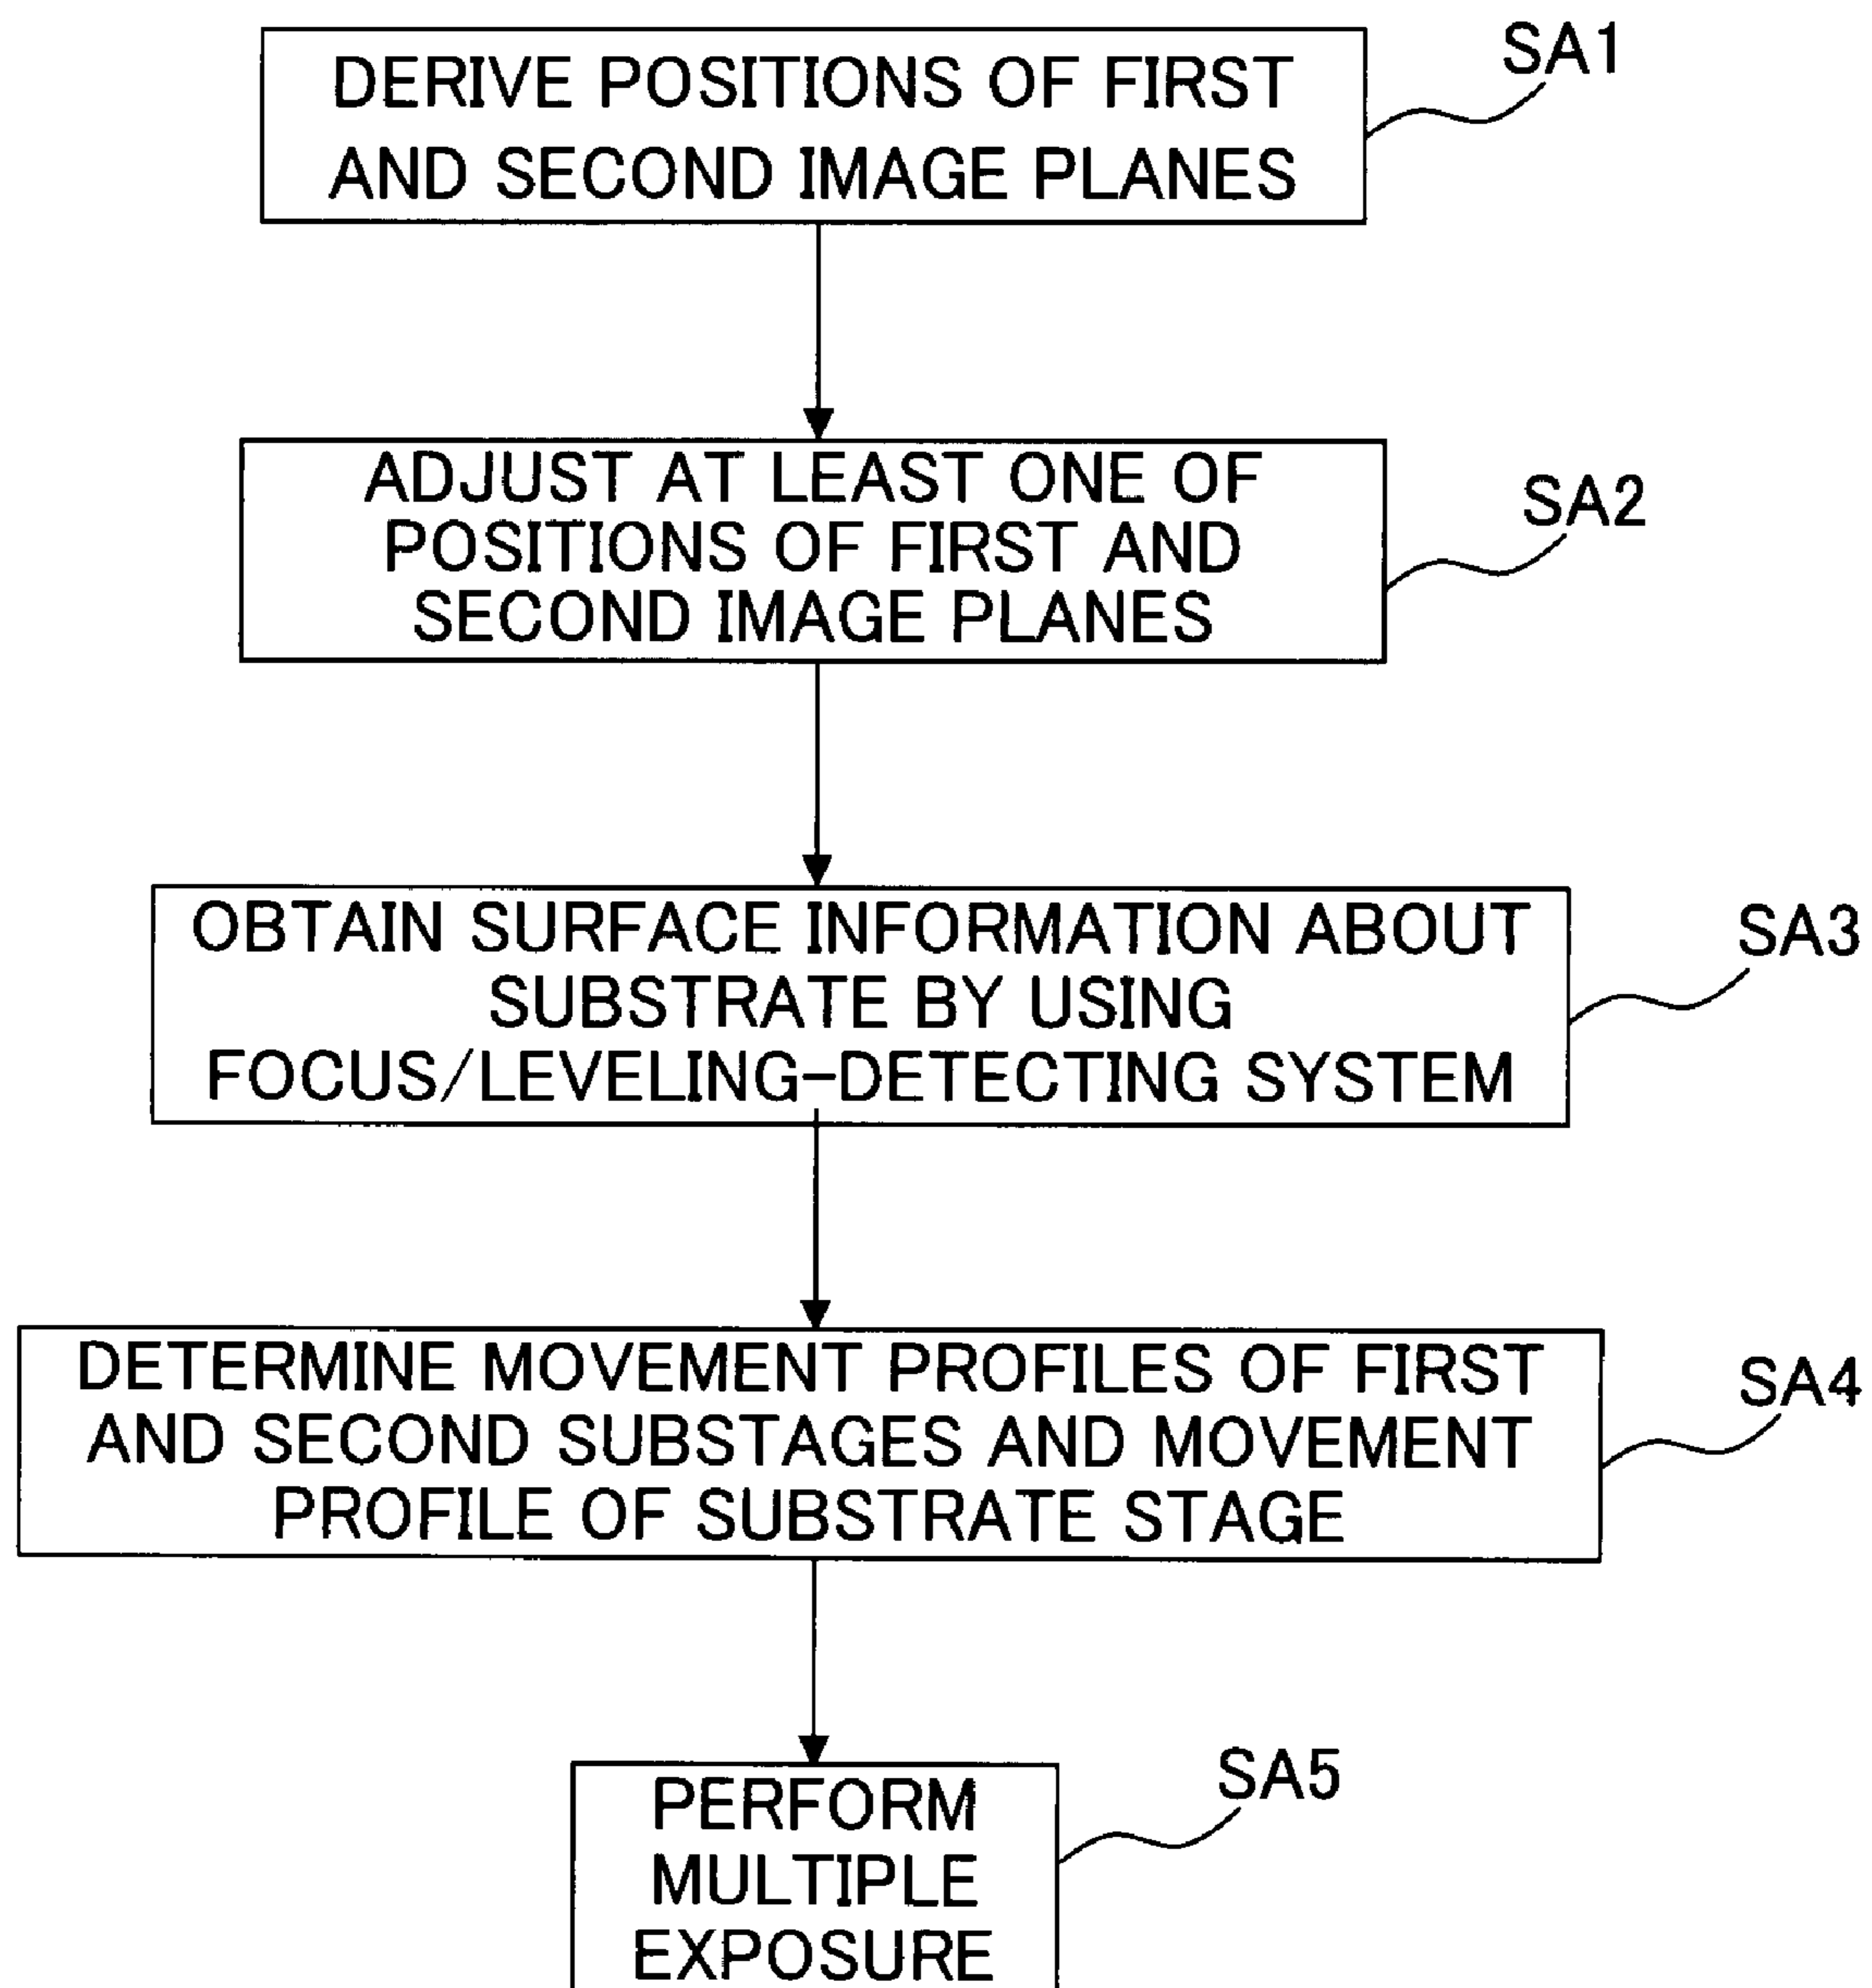 DERIVE POSITIONS OF FIRST
AND SECOND IMAGE PLANES
SA1
ADJUST AT LEAST ONE OF
POSITIONS OF FIRST AND
SECOND IMAGE PLANES
SA2
OBTAIN SURFACE INFORMATION ABOUT
SUBSTRATE BY USING
FOCUS/LEVELING-DETECTING SYSTEM
SA3
DETERMINE MOVEMENT PROFILES OF FIRST
AND SECOND SUBSTAGES AND MOVEMENT
PROFILE OF SUBSTRATE STAGE
SA4
PERFORM
MULTIPLE
EXPOSURE
SA5